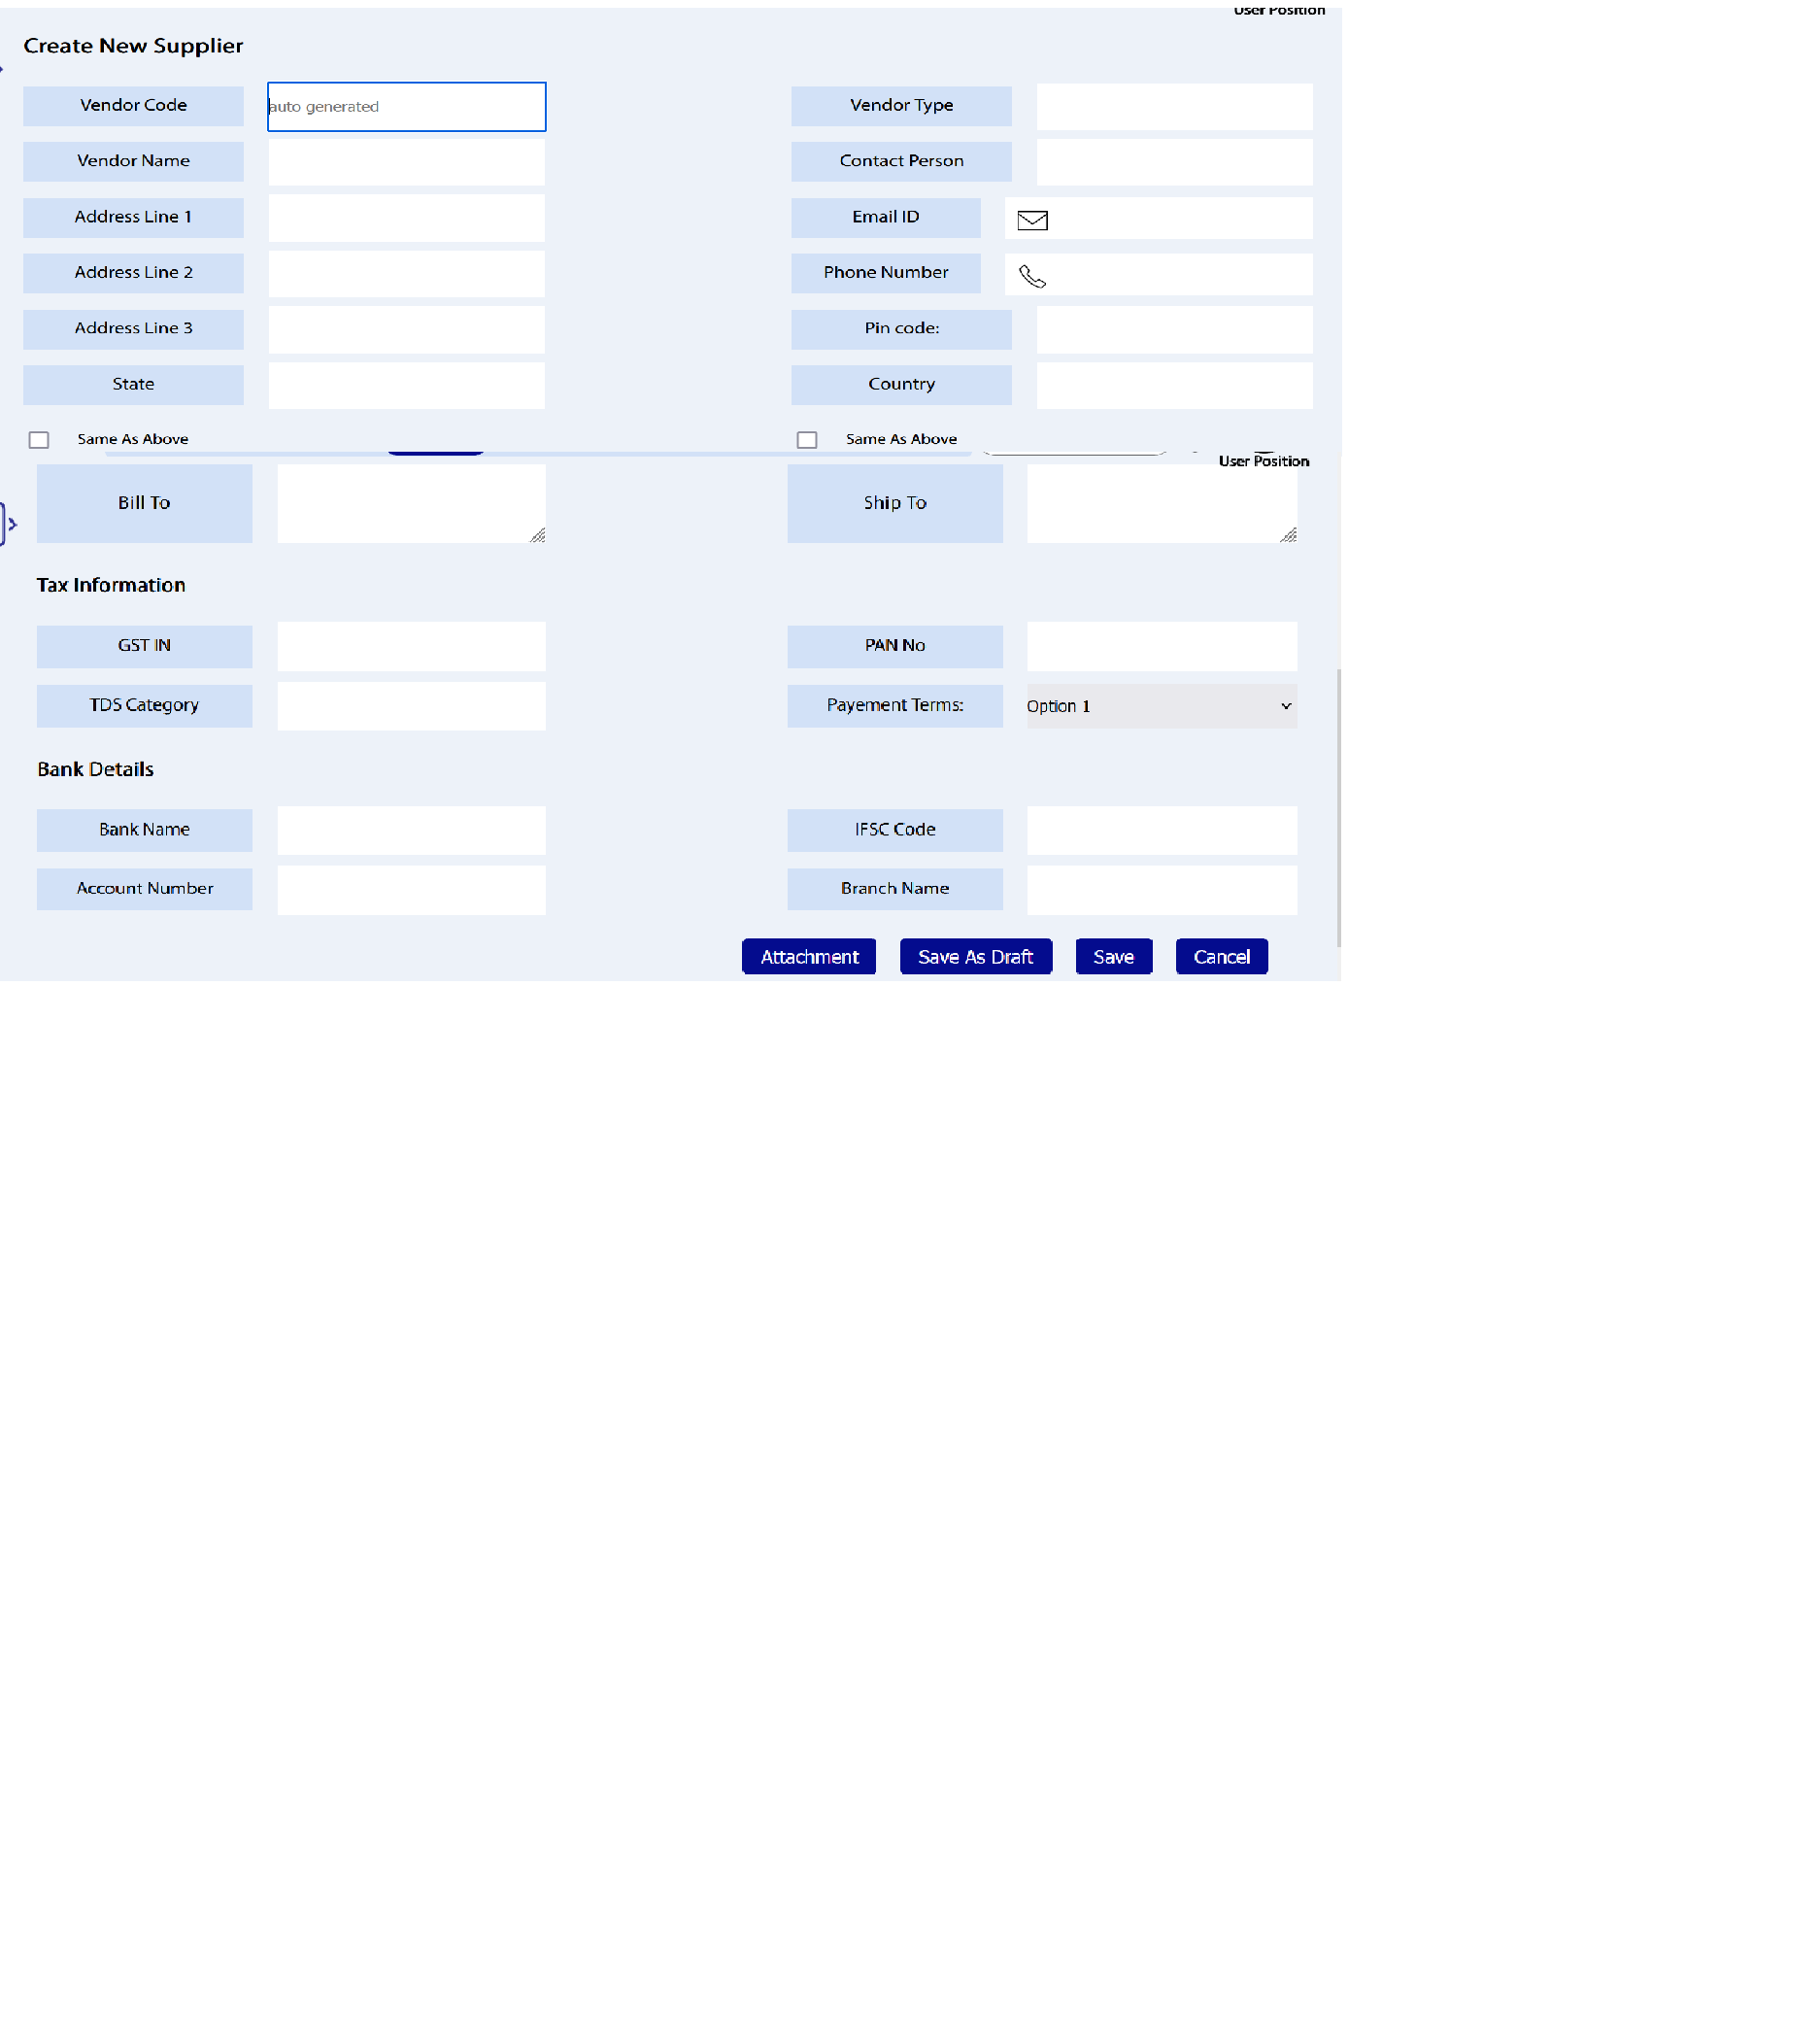 User Position
Create New Supplier
Vendor Code auto generated Vendor Type
Vendor Name Contact Person
Address Line 1 Email ID
Address Line 2 Phone Number
Address Line 3 Pin code:
State Country
Same As Above Same As Above
User Position
Bill To Ship To
Tax Information
GST IN PAN No
TDS Category Payement Terms: Option 1
Bank Details
Bank Name IFSC Code
Account Number Branch Name
Attachment Save As Draft Save Cancel